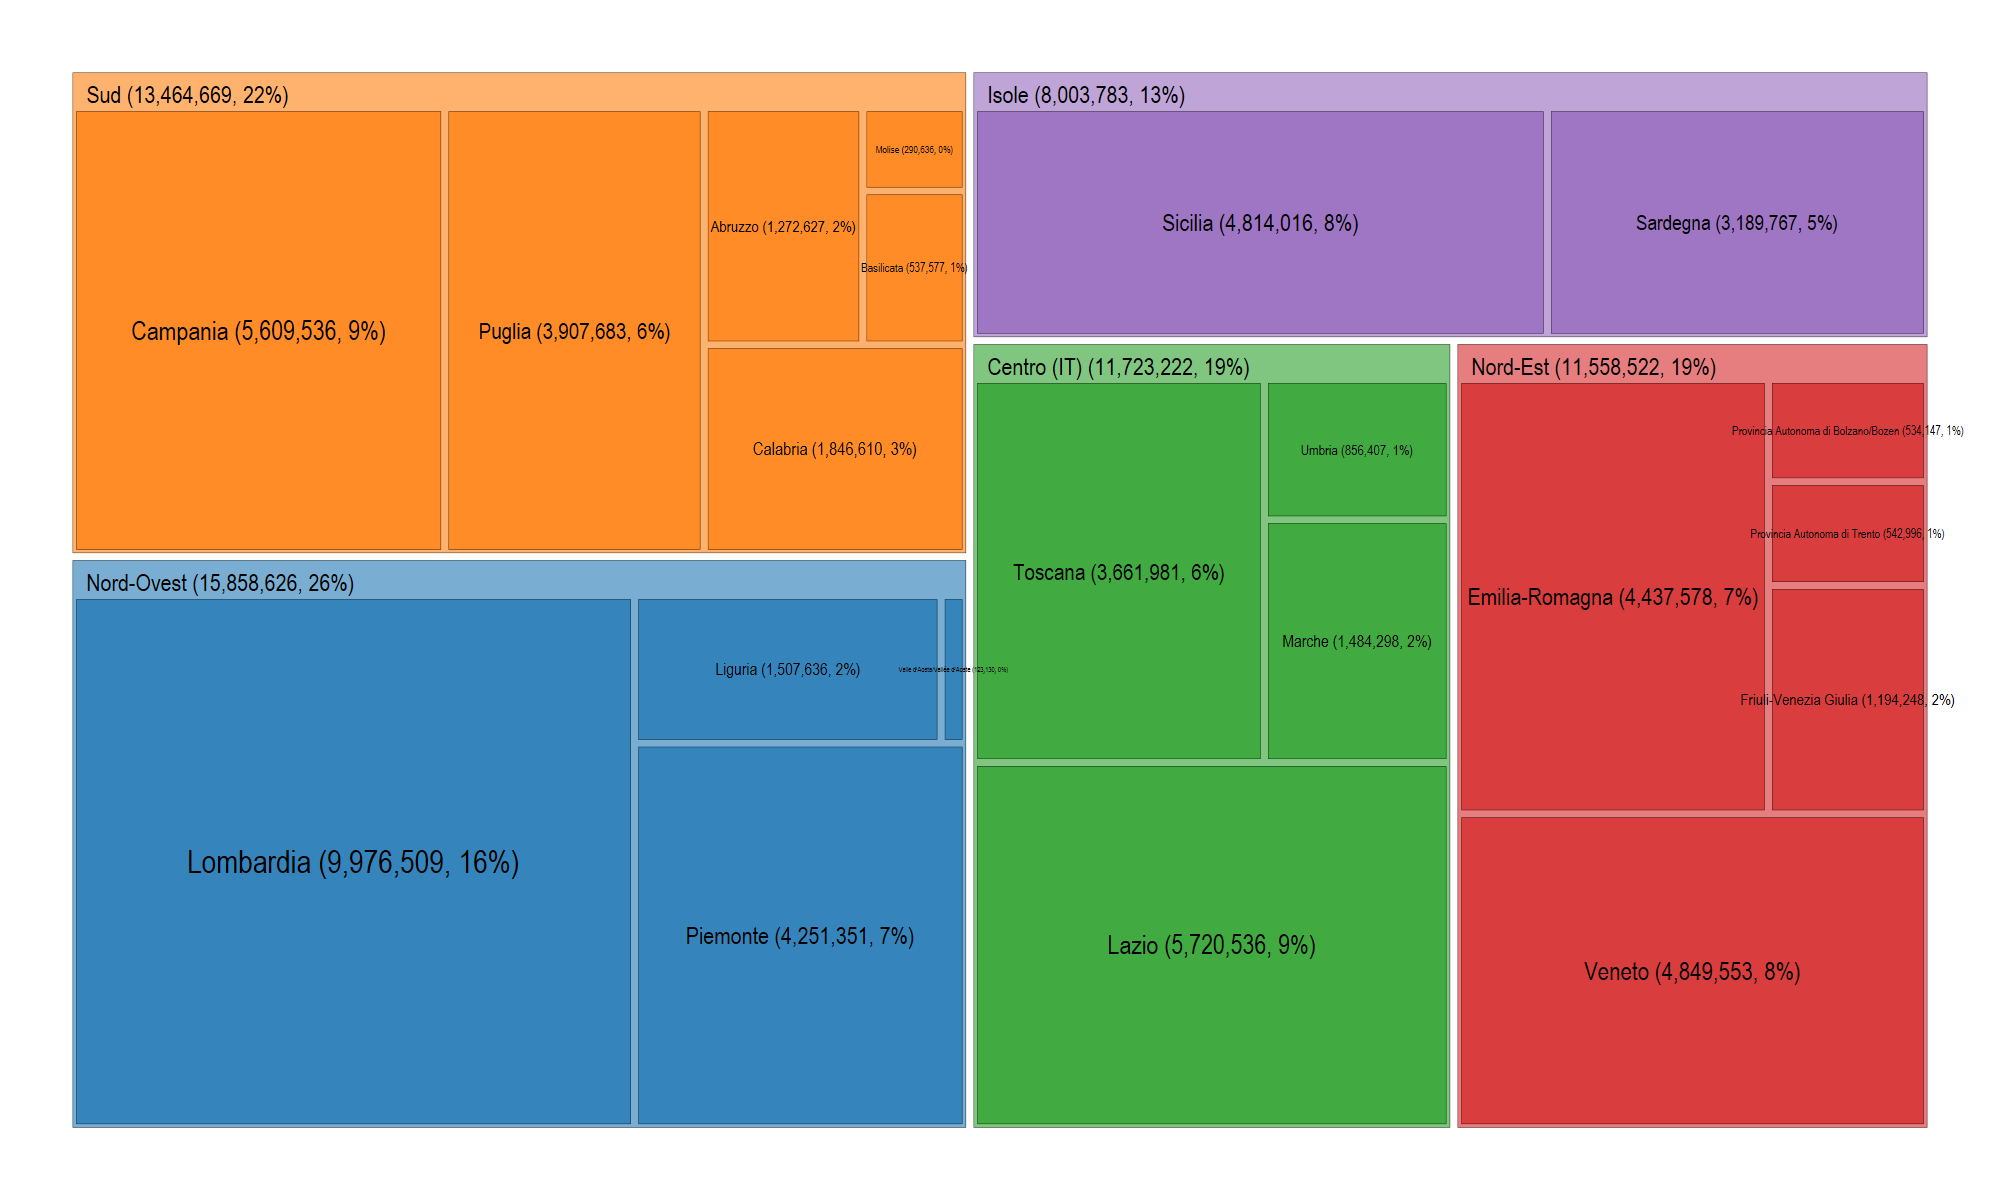 Sud (13,464,669, 22%)
Campania (5,609,536, 9%)
Puglia (3,907,683, 6%)
Abruzzo (1,272,627, 2%)
Molise (290,636, 0%)
Basilicata (537,577, 1%)
Calabria (1,846,610, 3%)
Isole (8,003,783, 13%)
Sicilia (4,814,016, 8%)
Sardegna (3,189,767, 5%)
Nord-Ovest (15,858,626, 26%)
Lombardia (9,976,509, 16%)
Liguria (1,507,636, 2%)
Valle d'Aosta/Vallée d'Aoste (123,130, 0%)
Piemonte (4,251,351, 7%)
Centro (IT) (11,723,222, 19%)
Toscana (3,661,981, 6%)
Umbria (856,407, 1%)
Marche (1,484,298, 2%)
Lazio (5,720,536, 9%)
Nord-Est (11,558,522, 19%)
Emilia-Romagna (4,437,578, 7%)
Provincia Autonoma di Bolzano/Bozen (534,147, 1%)
Provincia Autonoma di Trento (542,996, 1%)
Friuli-Venezia Giulia (1,194,248, 2%)
Veneto (4,849,553, 8%)